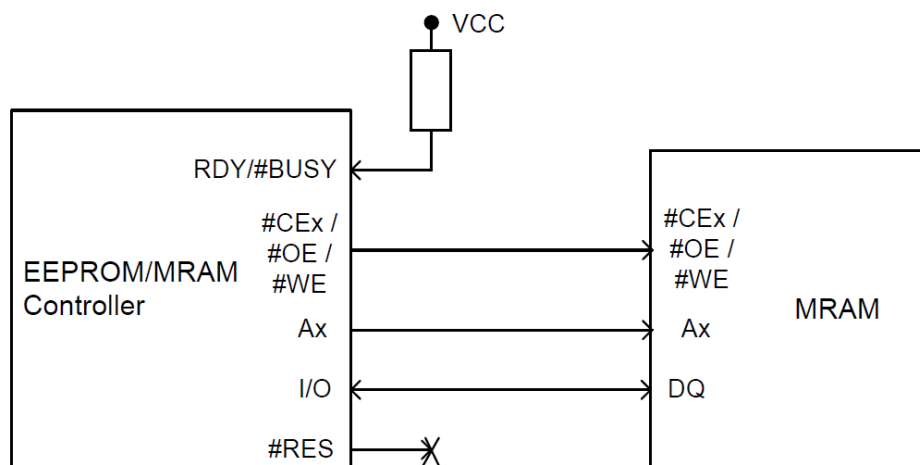 VCC
RDY/#BUSY
#CEx /
#OE /
#WE
#CEx /
#OE /
#WE
EEPROM/MRAM
Controller
MRAM
Ax
Ax
I/O
DQ
#RES